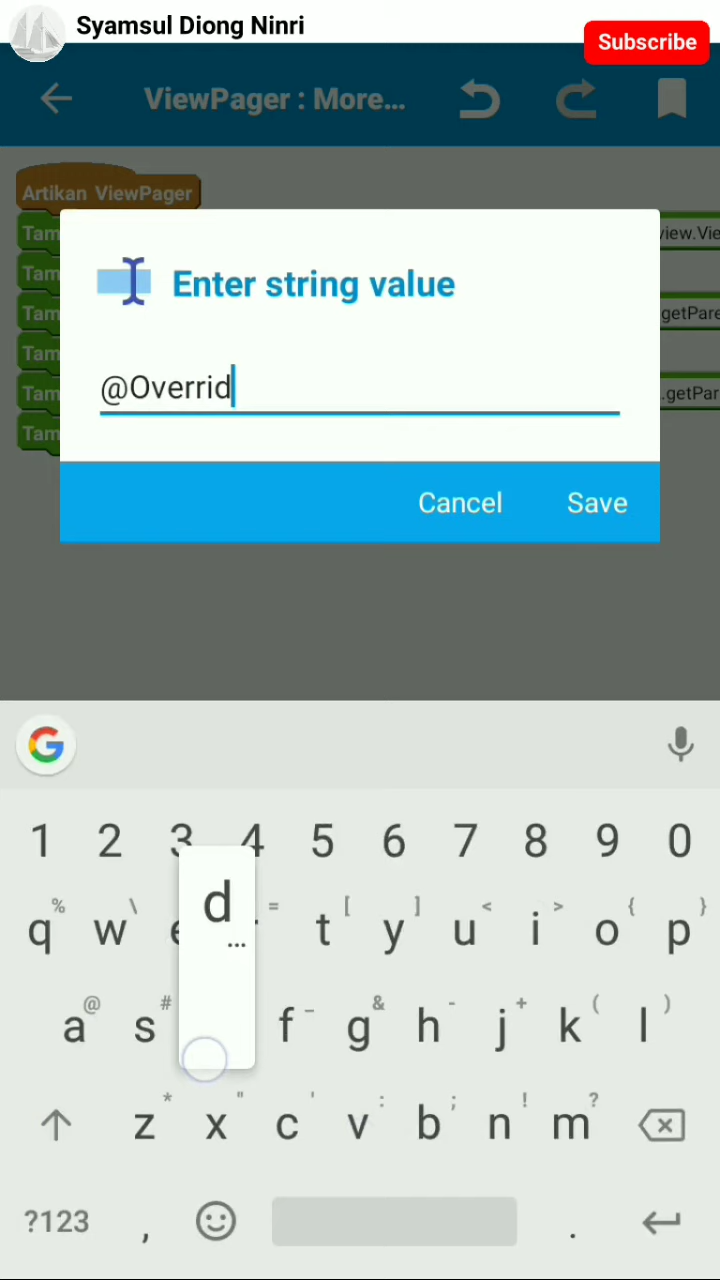 Syamsul Diong Ninri
Subscribe
ViewPager : More...
Artikan ViewPager
Tam
view.Vie
Tam
Tam
getPare
Tam
Tam
.getPar
Tam
Enter string value
@Overrid
Cancel
Save
1 2 3 4 5 6 7 8 9 0
% \ = [ ] < > { }
q w e t y u i o p
d
...
@ # _ & - + ( )
a s f g h j k l
* " ' : ; ! ?
z x c v b n m
?123 , .